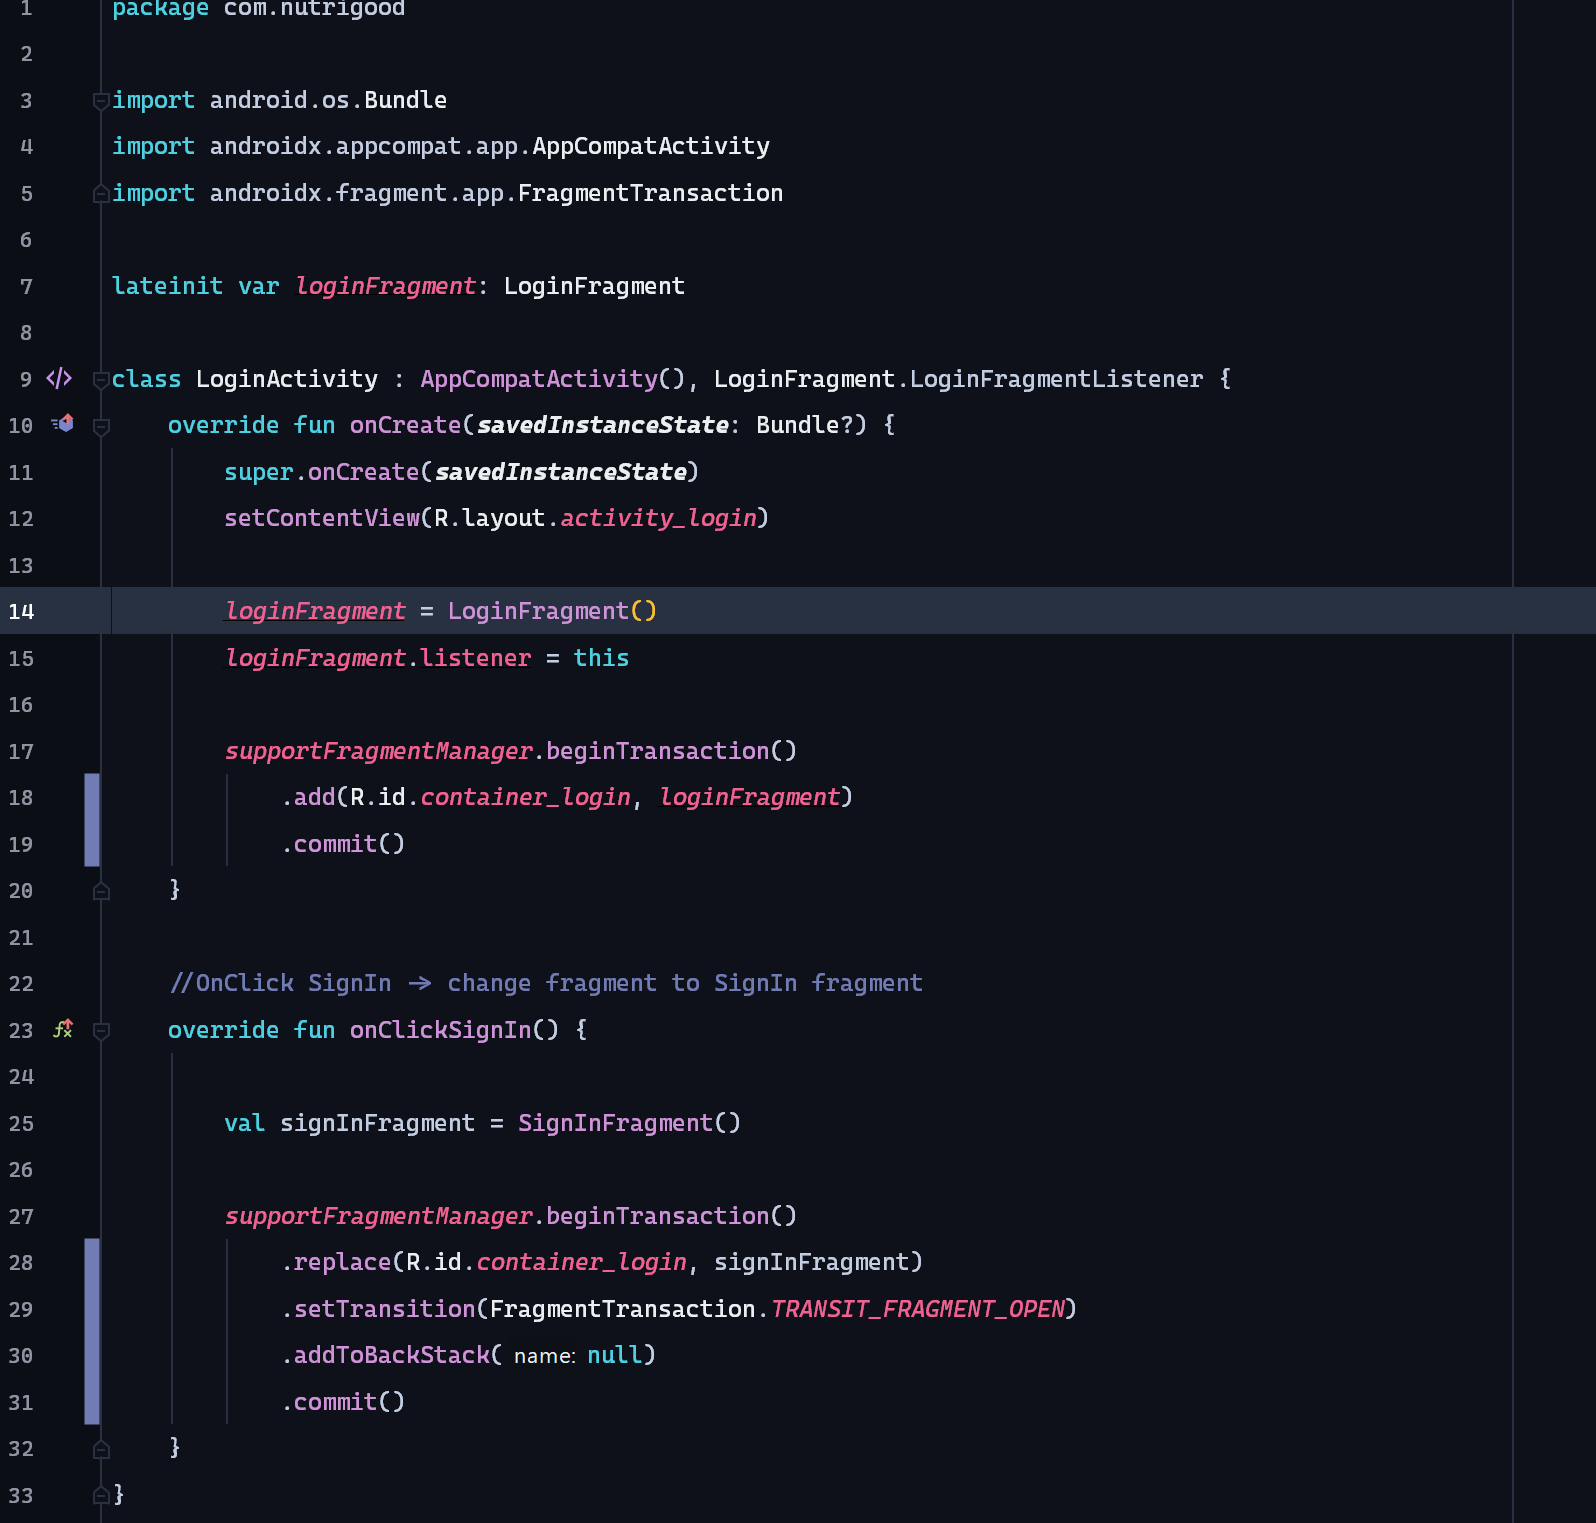 1 package com.nutrigood
2
3 import android.os.Bundle
4 import androidx.appcompat.app.AppCompatActivity
5 import androidx.fragment.app.FragmentTransaction
6
7 lateinit var loginFragment: LoginFragment
8
9 </> class LoginActivity : AppCompatActivity(), LoginFragment.LoginFragmentListener {
10     override fun onCreate(savedInstanceState: Bundle?) {
11         super.onCreate(savedInstanceState)
12         setContentView(R.layout.activity_login)
13
14         loginFragment = LoginFragment()
15         loginFragment.listener = this
16
17         supportFragmentManager.beginTransaction()
18             .add(R.id.container_login, loginFragment)
19             .commit()
20     }
21
22     //OnClick SignIn -> change fragment to SignIn fragment
23     override fun onClickSignIn() {
24
25         val signInFragment = SignInFragment()
26
27         supportFragmentManager.beginTransaction()
28             .replace(R.id.container_login, signInFragment)
29             .setTransition(FragmentTransaction.TRANSIT_FRAGMENT_OPEN)
30             .addToBackStack( name: null)
31             .commit()
32     }
33 }